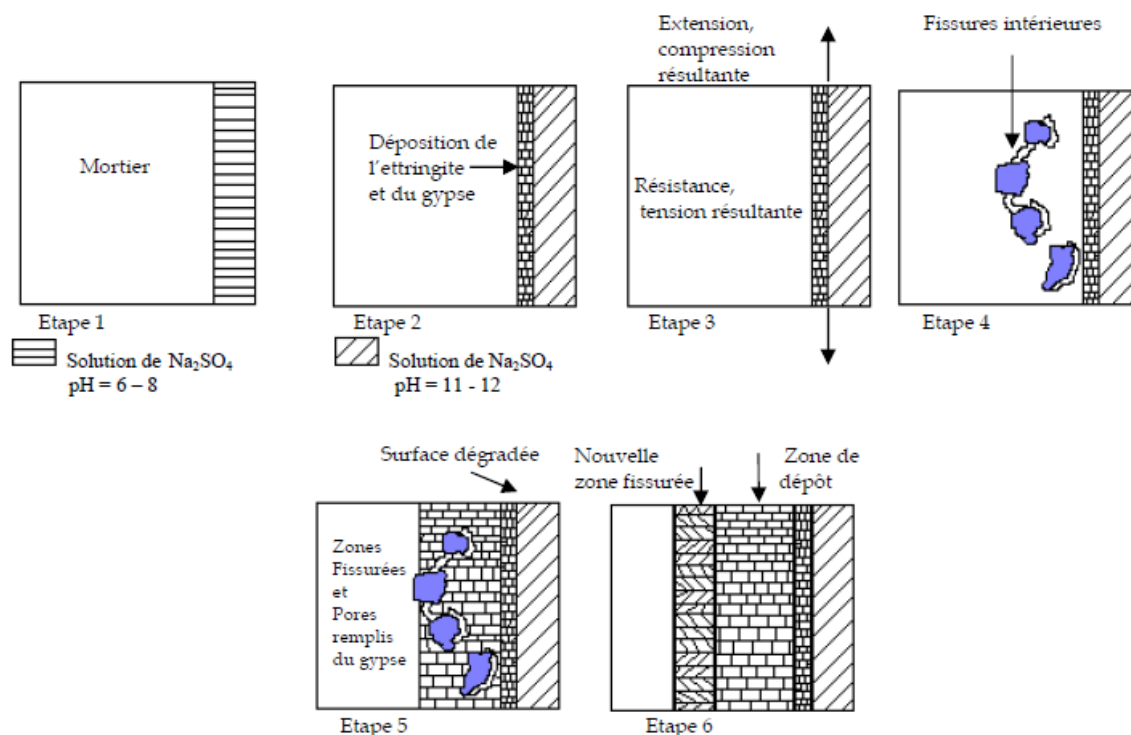 Mortier
Etape 1
Solution de Na₂SO₄
pH = 6 – 8
Déposition de
l'ettringite
et du gypse
Etape 2
Solution de Na₂SO₄
pH = 11 - 12
Extension,
compression
résultante
Résistance,
tension résultante
Etape 3
Fissures intérieures
Etape 4
Surface dégradée
Zones
Fissurées
et
Pores
remplis
du gypse
Etape 5
Nouvelle
zone fissurée
Zone de
dépôt
Etape 6